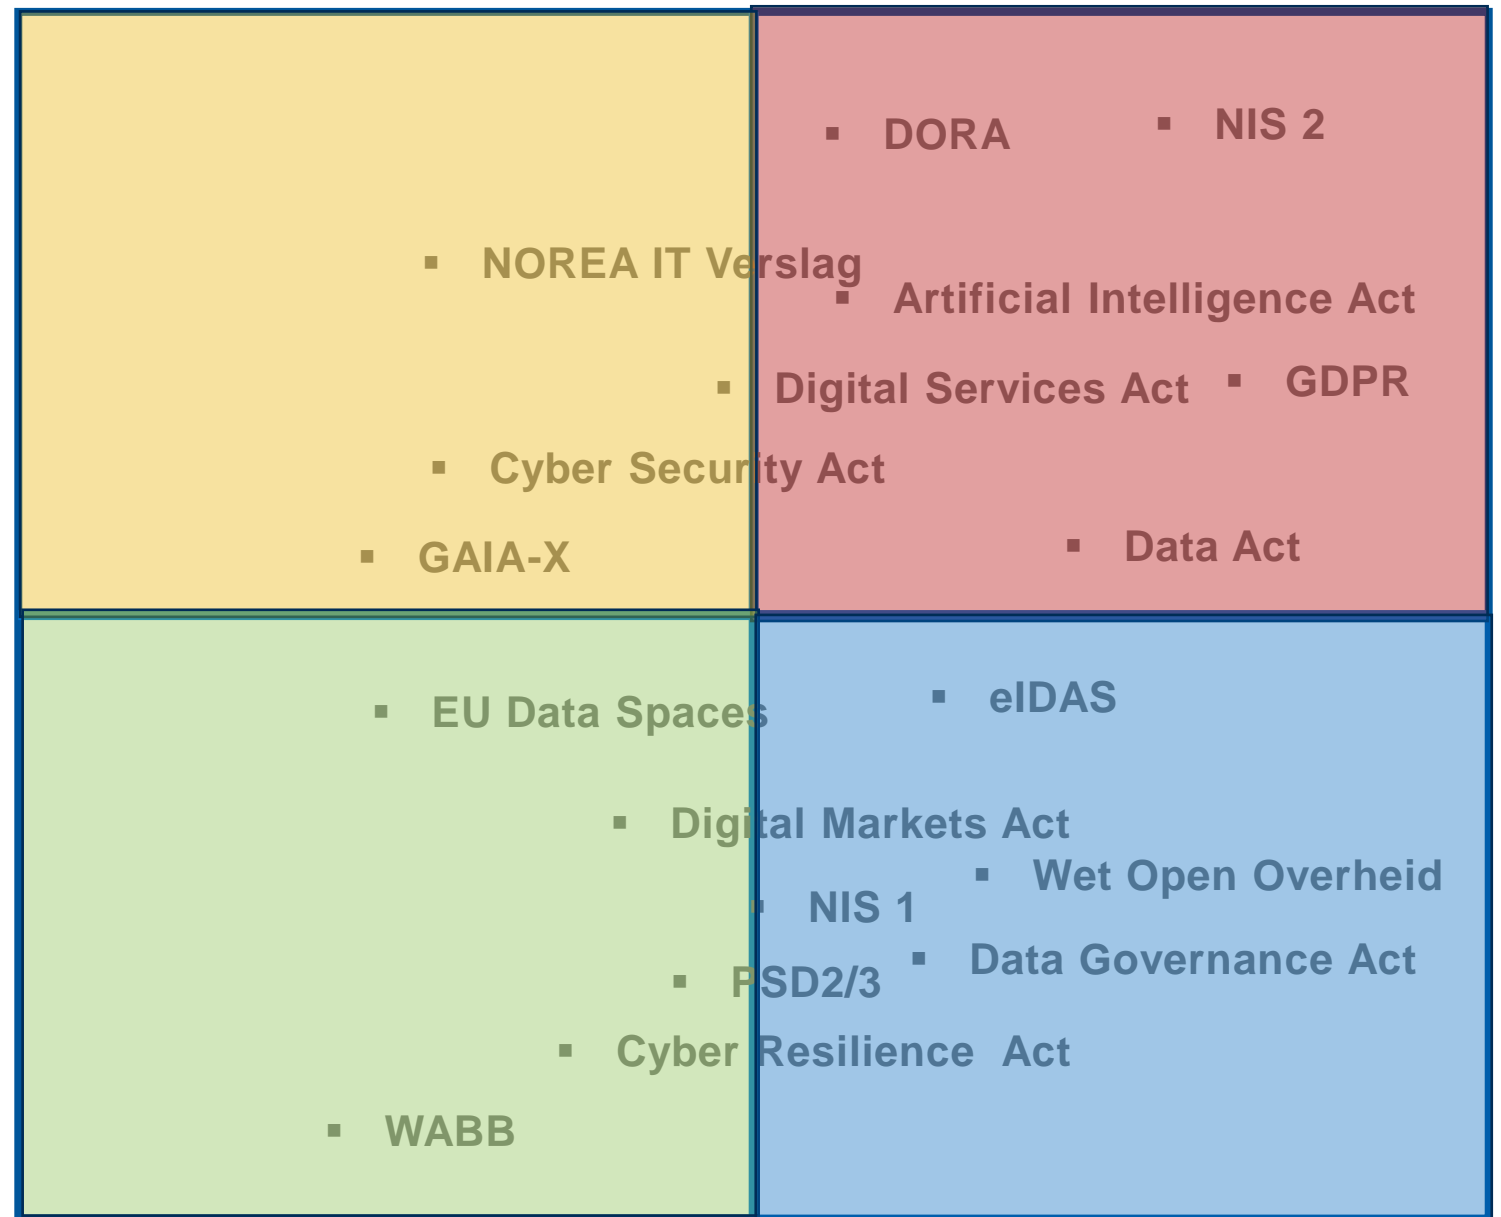 ▪ DORA
▪ NIS 2
▪ NOREA IT Verslag
▪ Artificial Intelligence Act
▪ Digital Services Act
▪ GDPR
▪ Cyber Security Act
▪ GAIA-X
▪ Data Act
▪ EU Data Spaces
▪ eIDAS
▪ Digital Markets Act
▪ Wet Open Overheid
▪ NIS 1
▪ Data Governance Act
▪ PSD2/3
▪ Cyber Resilience Act
▪ WABB